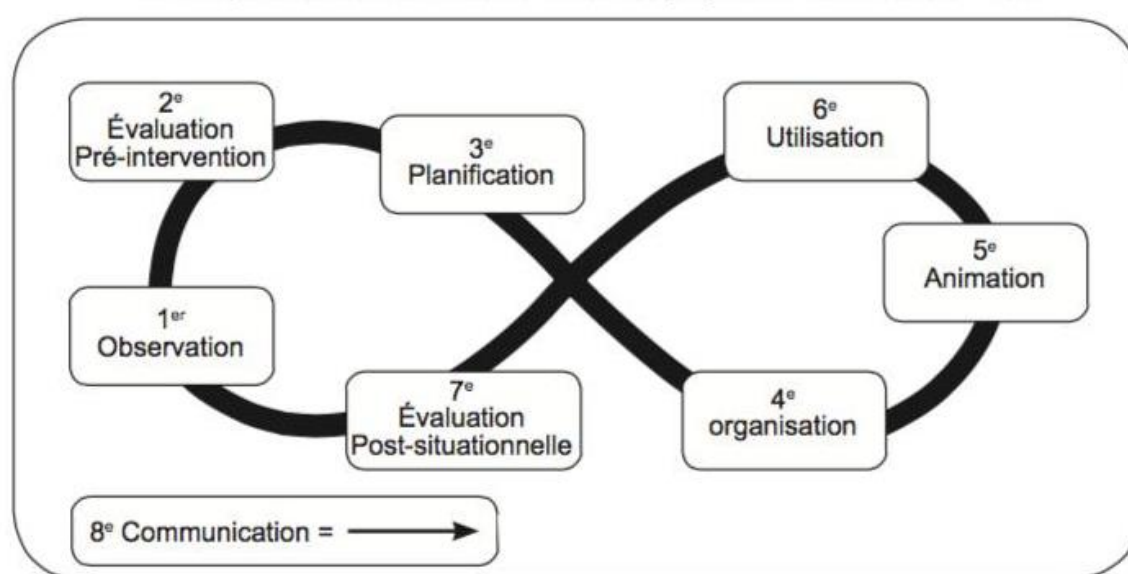 2ᵉ
Évaluation
Pré-intervention
3ᵉ
Planification
6ᵉ
Utilisation
5ᵉ
Animation
1ᵉʳ
Observation
7ᵉ
Évaluation
Post-situationnelle
4ᵉ
organisation
8ᵉ Communication =